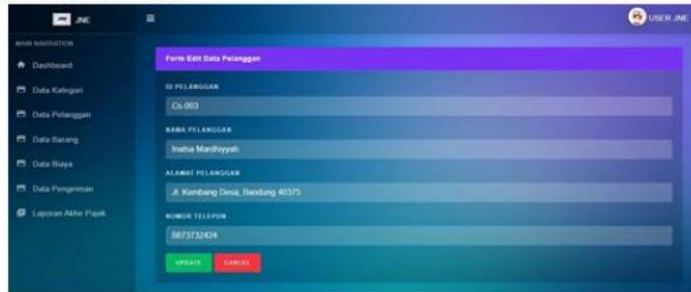 JNE JNE
USER JNE
MAIN NAVIGATION
Dashboard
Data Kategori
Data Pelanggan
Data Barang
Data Biaya
Data Pengiriman
Laporan Akhir Pajak
Form Edit Data Pelanggan
ID PELANGGAN
Cs-003
NAMA PELANGGAN
Inatsa Mardhiyyah
ALAMAT PELANGGAN
Jl. Kembang Desa, Bandung 40375
NOMOR TELEPON
0873732424
UPDATE CANCEL